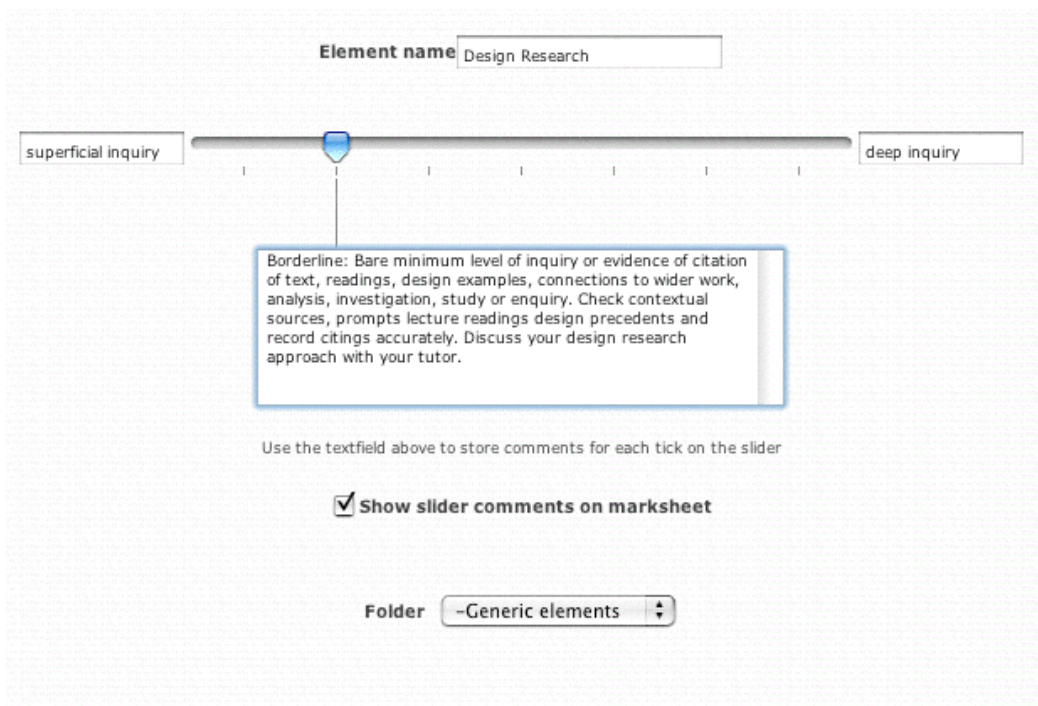 Element name Design Research
superficial inquiry deep inquiry
Borderline: Bare minimum level of inquiry or evidence of citation
of text, readings, design examples, connections to wider work,
analysis, investigation, study or enquiry. Check contextual
sources, prompts lecture readings design precedents and
record citings accurately. Discuss your design research
approach with your tutor.
Use the textfield above to store comments for each tick on the slider
Show slider comments on marksheet
Folder -Generic elements